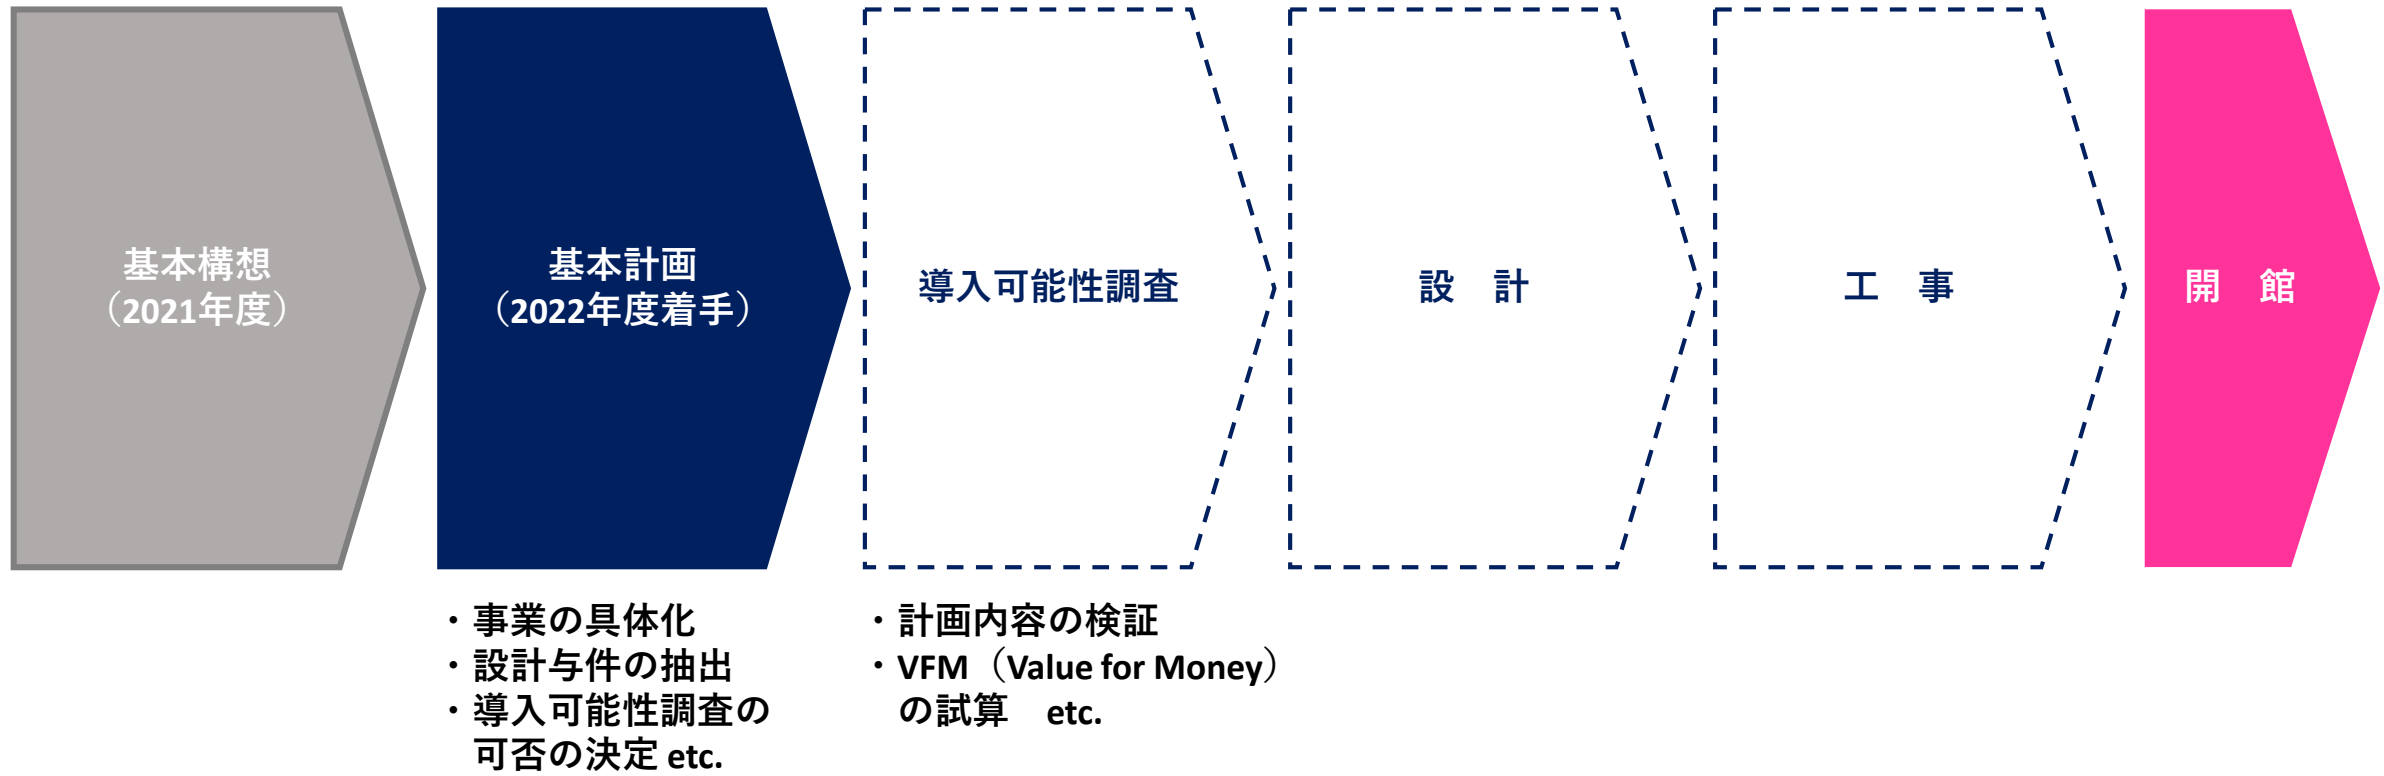 基本構想
（2021年度）
基本計画
（2022年度着手）
導入可能性調査
設　計
工　事
開　館
・事業の具体化
・設計与件の抽出
・導入可能性調査の
可否の決定 etc.
・計画内容の検証
・VFM（Value for Money）
の試算　etc.